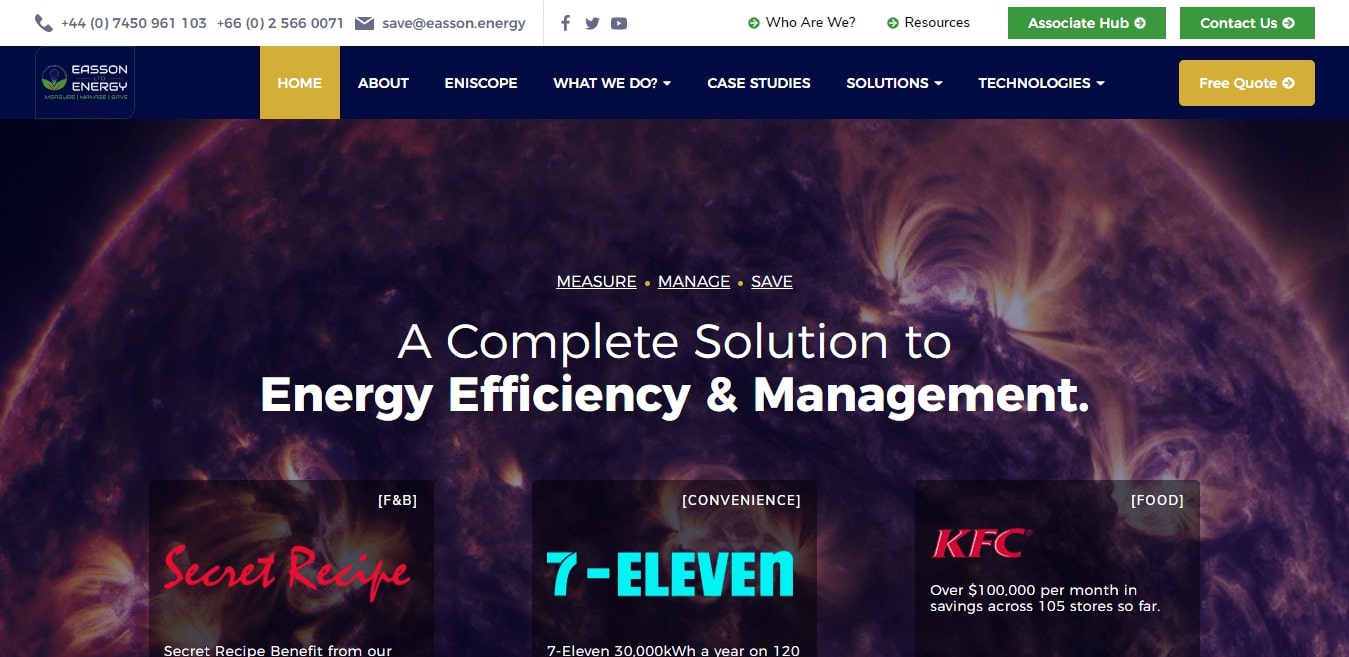 +44 (0) 7450 961 103 +66 (0) 2 566 0071 save@easson.energy Who Are We? Resources Associate Hub Contact Us
EASSON
LTD
ENERGY
MEASURE | MANAGE | SAVE
HOME ABOUT ENISCOPE WHAT WE DO? CASE STUDIES SOLUTIONS TECHNOLOGIES Free Quote
MEASURE • MANAGE • SAVE
A Complete Solution to
Energy Efficiency & Management.
[F&B]
Secret Recipe
Secret Recipe Benefit from our
[CONVENIENCE]
7-ELEVEn
7-Eleven 30,000kWh a year on 120
[FOOD]
KFC®
Over $100,000 per month in
savings across 105 stores so far.